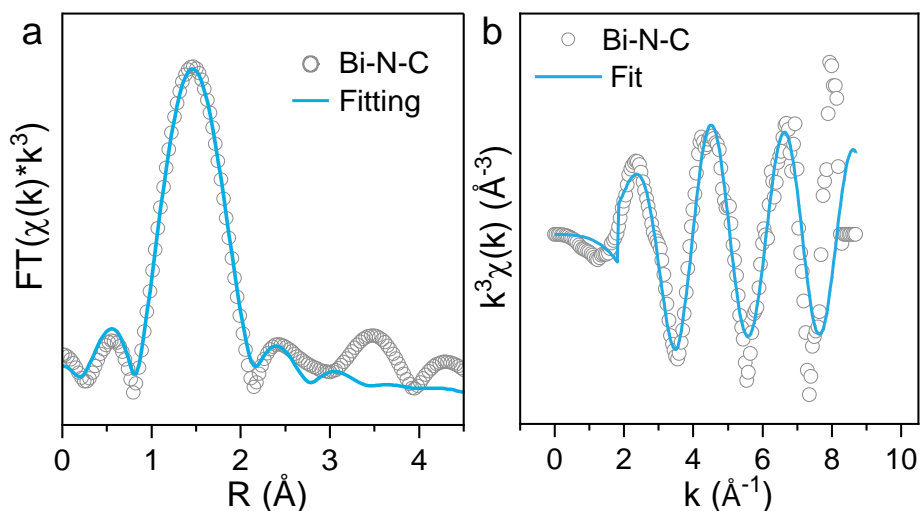 a
Bi-N-C
Fitting
FT(χ(k)*k³)
0 1 2 3 4
R (Å)
b
Bi-N-C
Fit
k³χ(k) (Å⁻³)
0 2 4 6 8 10
k (Å⁻¹)